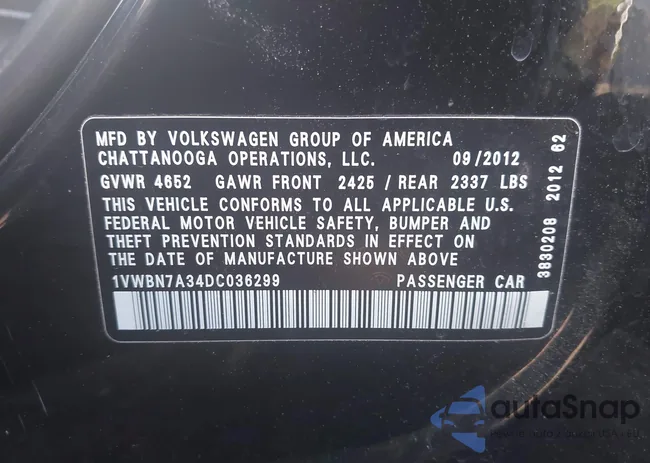 MFD BY VOLKSWAGEN GROUP OF AMERICA
CHATTANOOGA OPERATIONS, LLC. 09/2012
GVWR 4652 GAWR FRONT 2425 / REAR 2337 LBS
THIS VEHICLE CONFORMS TO ALL APPLICABLE U.S.
FEDERAL MOTOR VEHICLE SAFETY, BUMPER AND
THEFT PREVENTION STANDARDS IN EFFECT ON
THE DATE OF MANUFACTURE SHOWN ABOVE
1VWBN7A34DC036299 PASSENGER CAR
3830208 2012 62
autoSnap